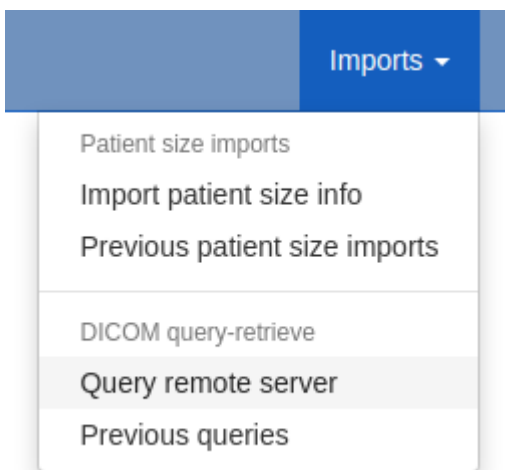 Imports
Patient size imports
Import patient size info
Previous patient size imports
DICOM query-retrieve
Query remote server
Previous queries